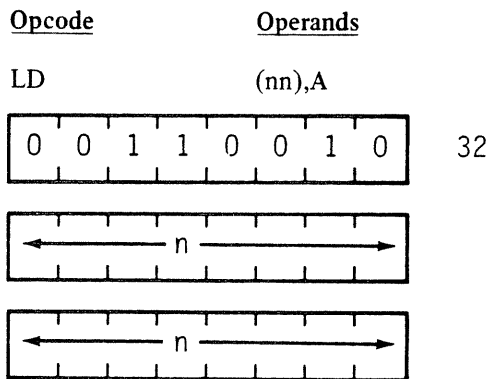 Opcode Operands
LD (nn),A
0 0 1 1 0 0 1 0 32
n
n